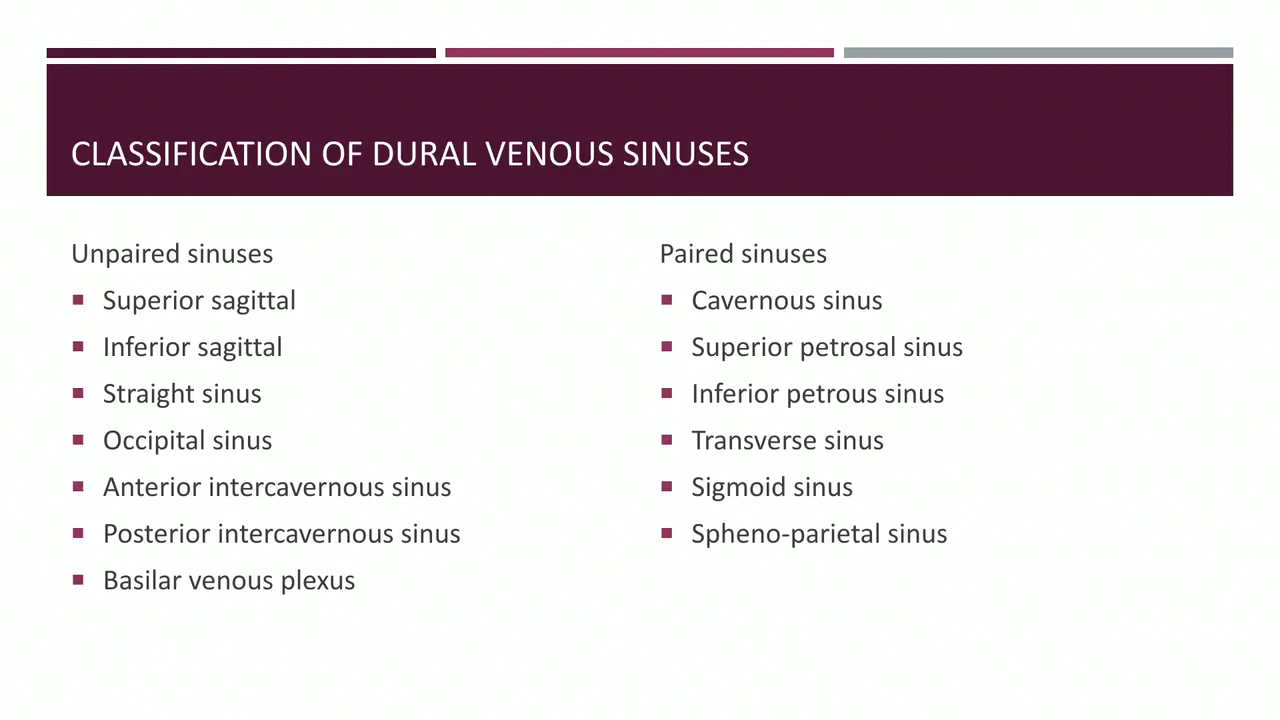 CLASSIFICATION OF DURAL VENOUS SINUSES
Unpaired sinuses
Superior sagittal
Inferior sagittal
Straight sinus
Occipital sinus
Anterior intercavernous sinus
Posterior intercavernous sinus
Basilar venous plexus
Paired sinuses
Cavernous sinus
Superior petrosal sinus
Inferior petrous sinus
Transverse sinus
Sigmoid sinus
Spheno-parietal sinus